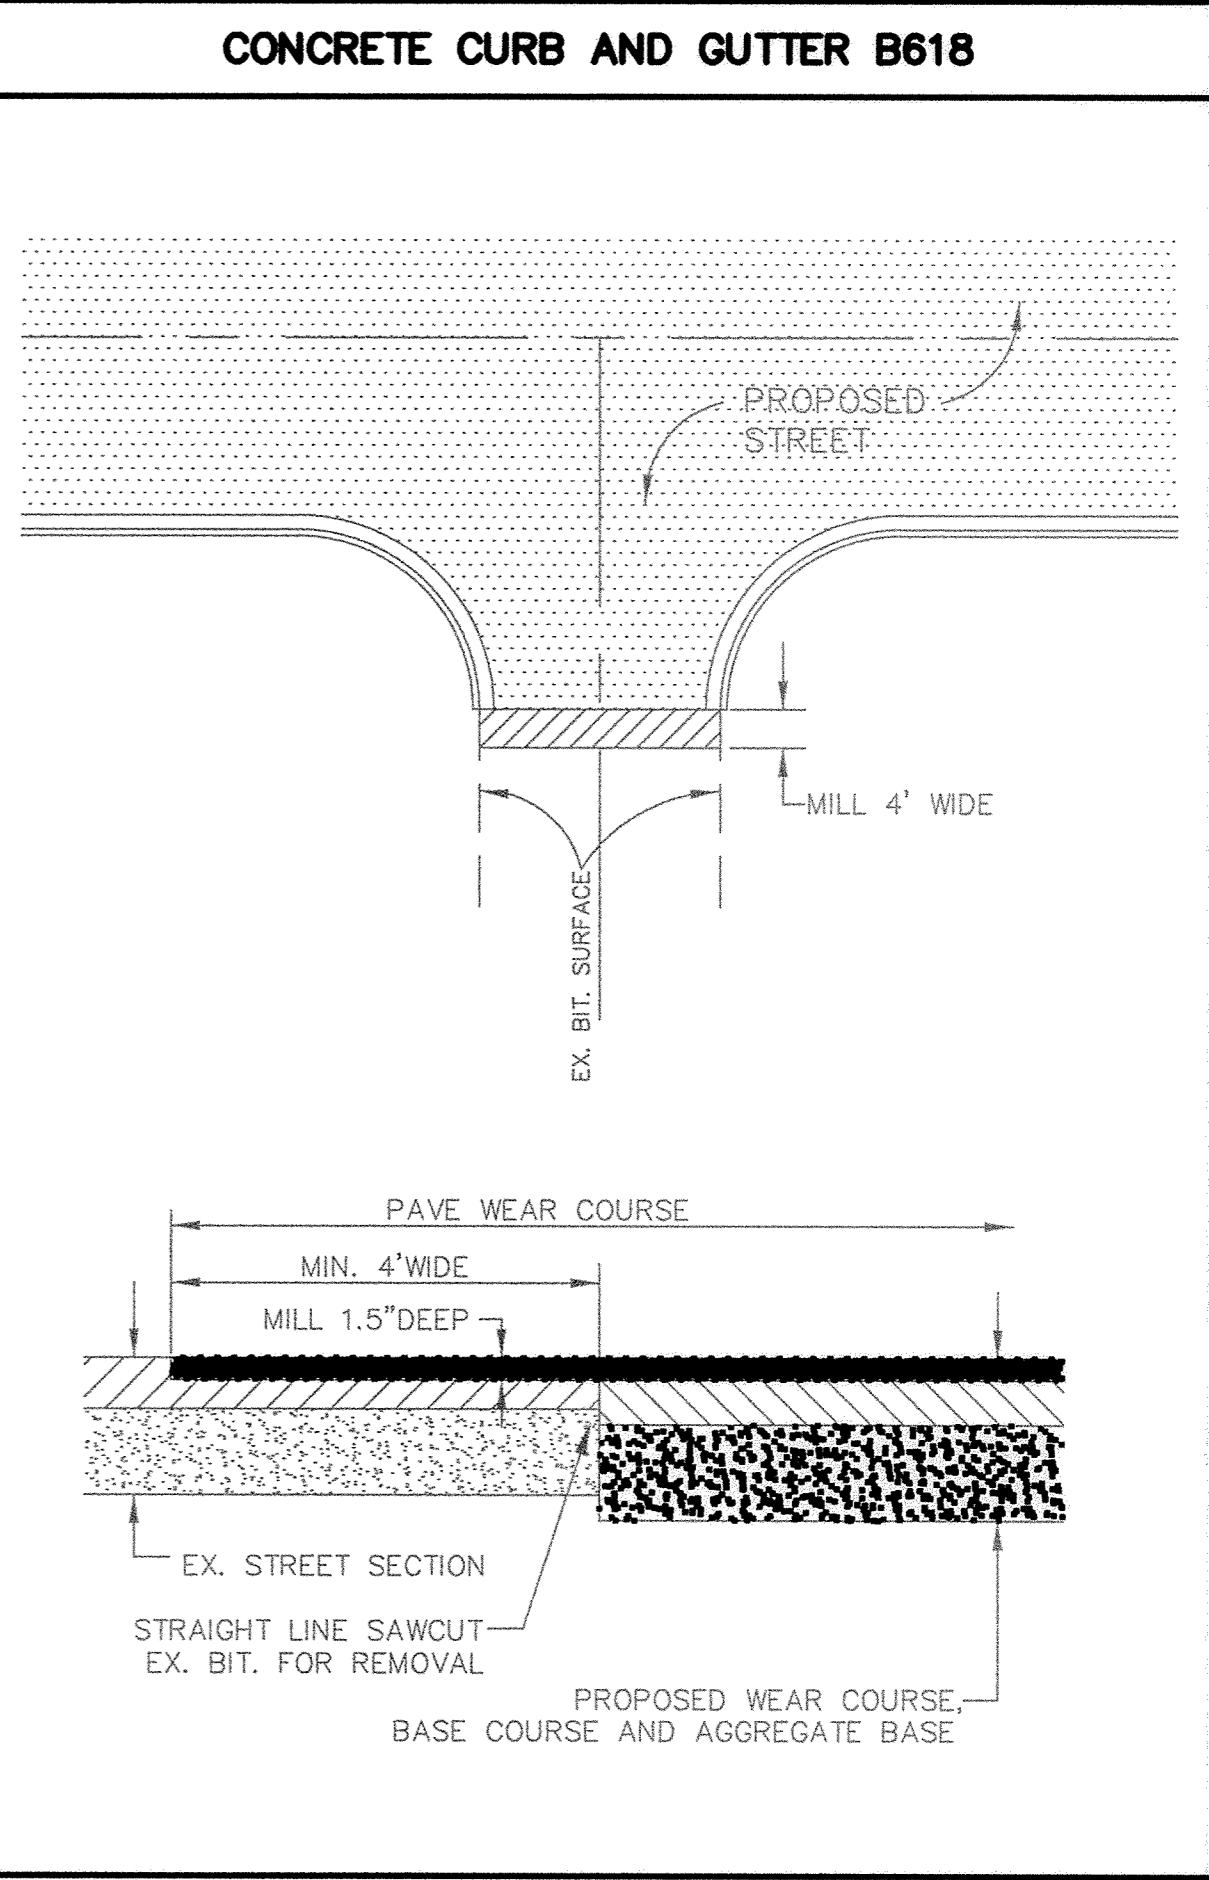 CONCRETE CURB AND GUTTER B618
PROPOSED
STREET
MILL 4' WIDE
EX. BIT. SURFACE
PAVE WEAR COURSE
MIN. 4'WIDE
MILL 1.5"DEEP
EX. STREET SECTION
STRAIGHT LINE SAWCUT
EX. BIT. FOR REMOVAL
PROPOSED WEAR COURSE,
BASE COURSE AND AGGREGATE BASE